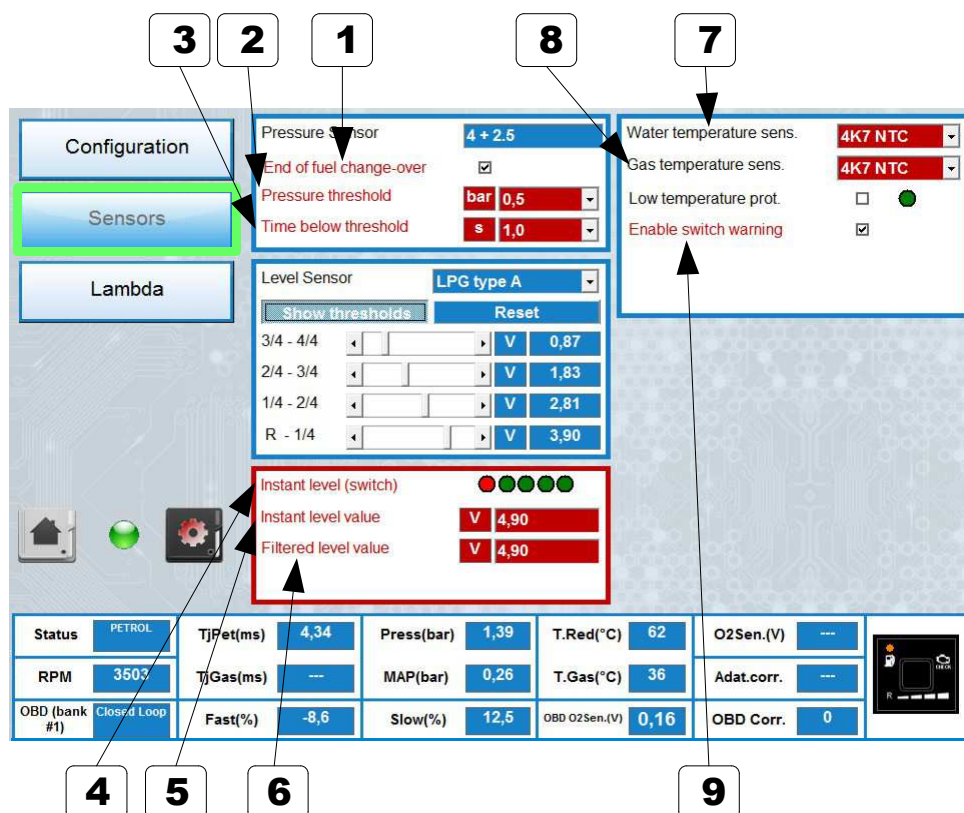 3 2 1 8 7
Configuration
Sensors
Lambda
Pressure Sensor 4 + 2.5
End of fuel change-over
Pressure threshold bar 0,5
Time below threshold s 1,0
Level Sensor LPG type A
Show thresholds Reset
3/4 - 4/4 V 0,87
2/4 - 3/4 V 1,83
1/4 - 2/4 V 2,81
R - 1/4 V 3,90
Instant level (switch)
Instant level value V 4,90
Filtered level value V 4,90
Water temperature sens. 4K7 NTC
Gas temperature sens. 4K7 NTC
Low temperature prot.
Enable switch warning
Status PETROL TjPet(ms) 4,34 Press(bar) 1,39 T.Red(°C) 62 O2Sen.(V) ---
RPM 3503 TjGas(ms) --- MAP(bar) 0,26 T.Gas(°C) 36 Adat.corr. ---
OBD (bank #1) Closed Loop Fast(%) -8,6 Slow(%) 12,5 OBD O2Sen.(V) 0,16 OBD Corr. 0
CHECK
R
4 5 6 9